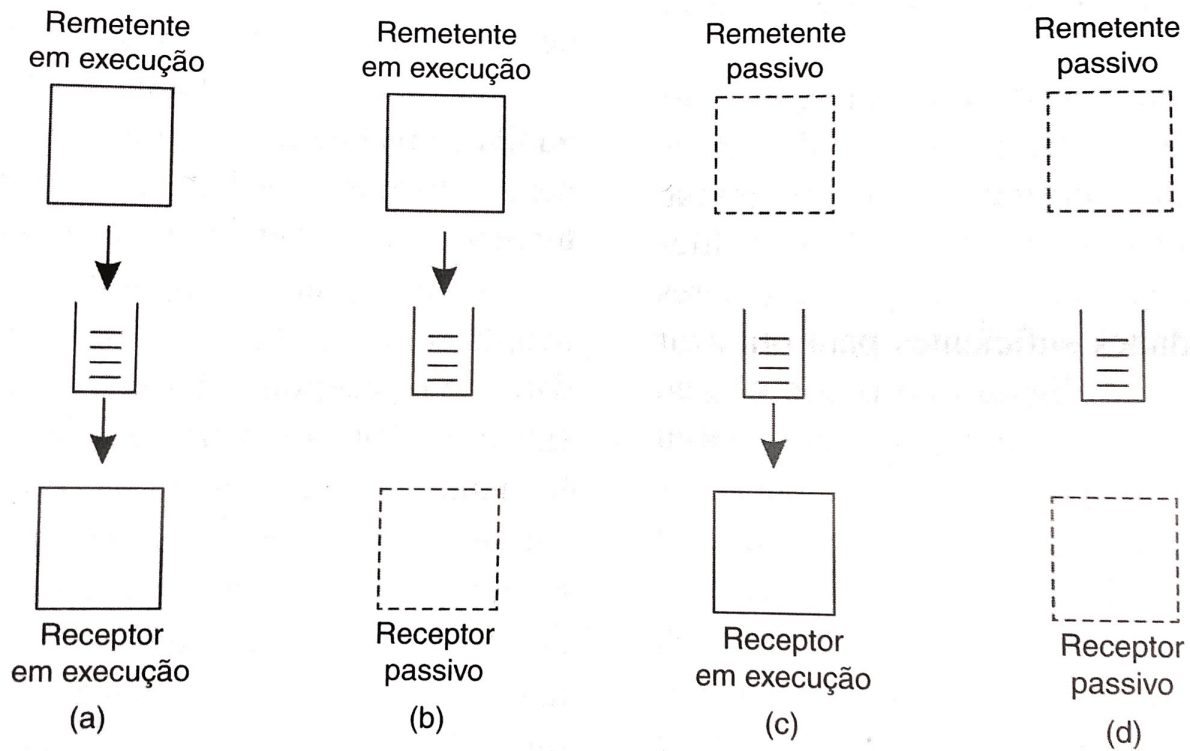 Remetente
em execução
Remetente
em execução
Remetente
passivo
Remetente
passivo
Receptor
em execução
(a)
Receptor
passivo
(b)
Receptor
em execução
(c)
Receptor
passivo
(d)